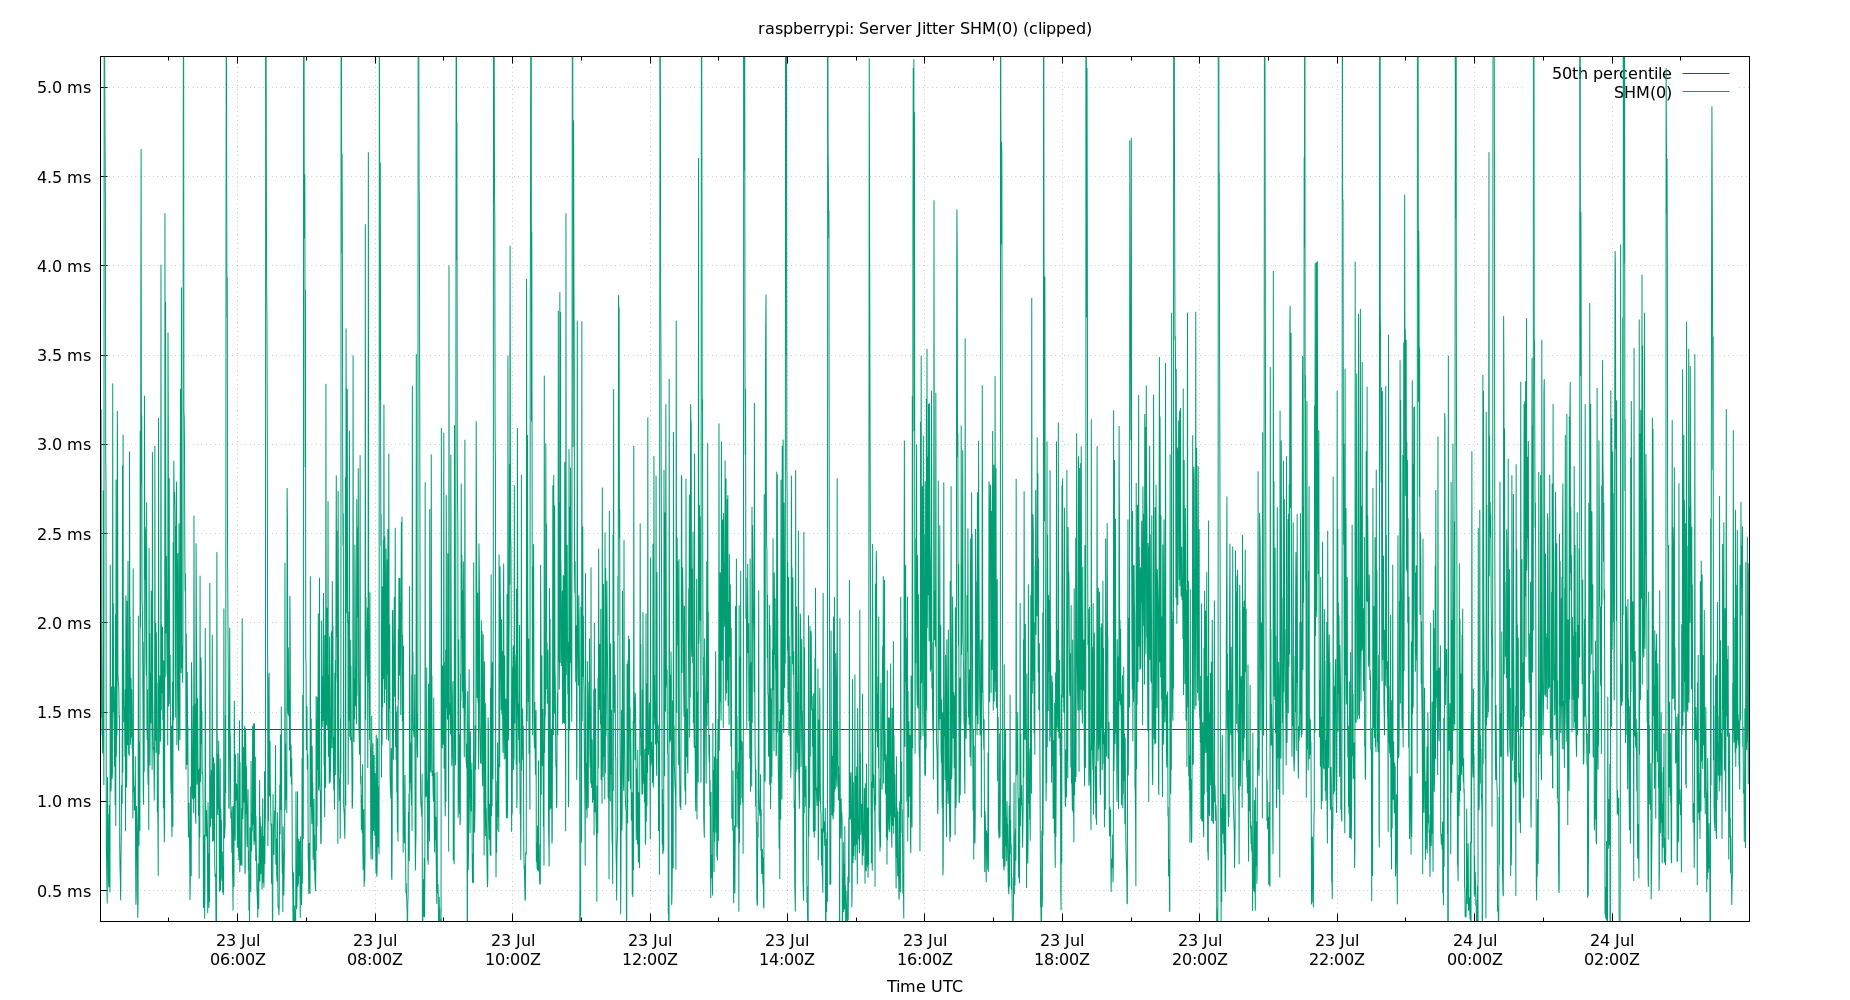 raspberrypi: Server Jitter SHM(0) (clipped)
50th percentile
SHM(0)
5.0 ms
4.5 ms
4.0 ms
3.5 ms
3.0 ms
2.5 ms
2.0 ms
1.5 ms
1.0 ms
0.5 ms
23 Jul 23 Jul 23 Jul 23 Jul 23 Jul 23 Jul 23 Jul 23 Jul 23 Jul 24 Jul 24 Jul
06:00Z 08:00Z 10:00Z 12:00Z 14:00Z 16:00Z 18:00Z 20:00Z 22:00Z 00:00Z 02:00Z
Time UTC